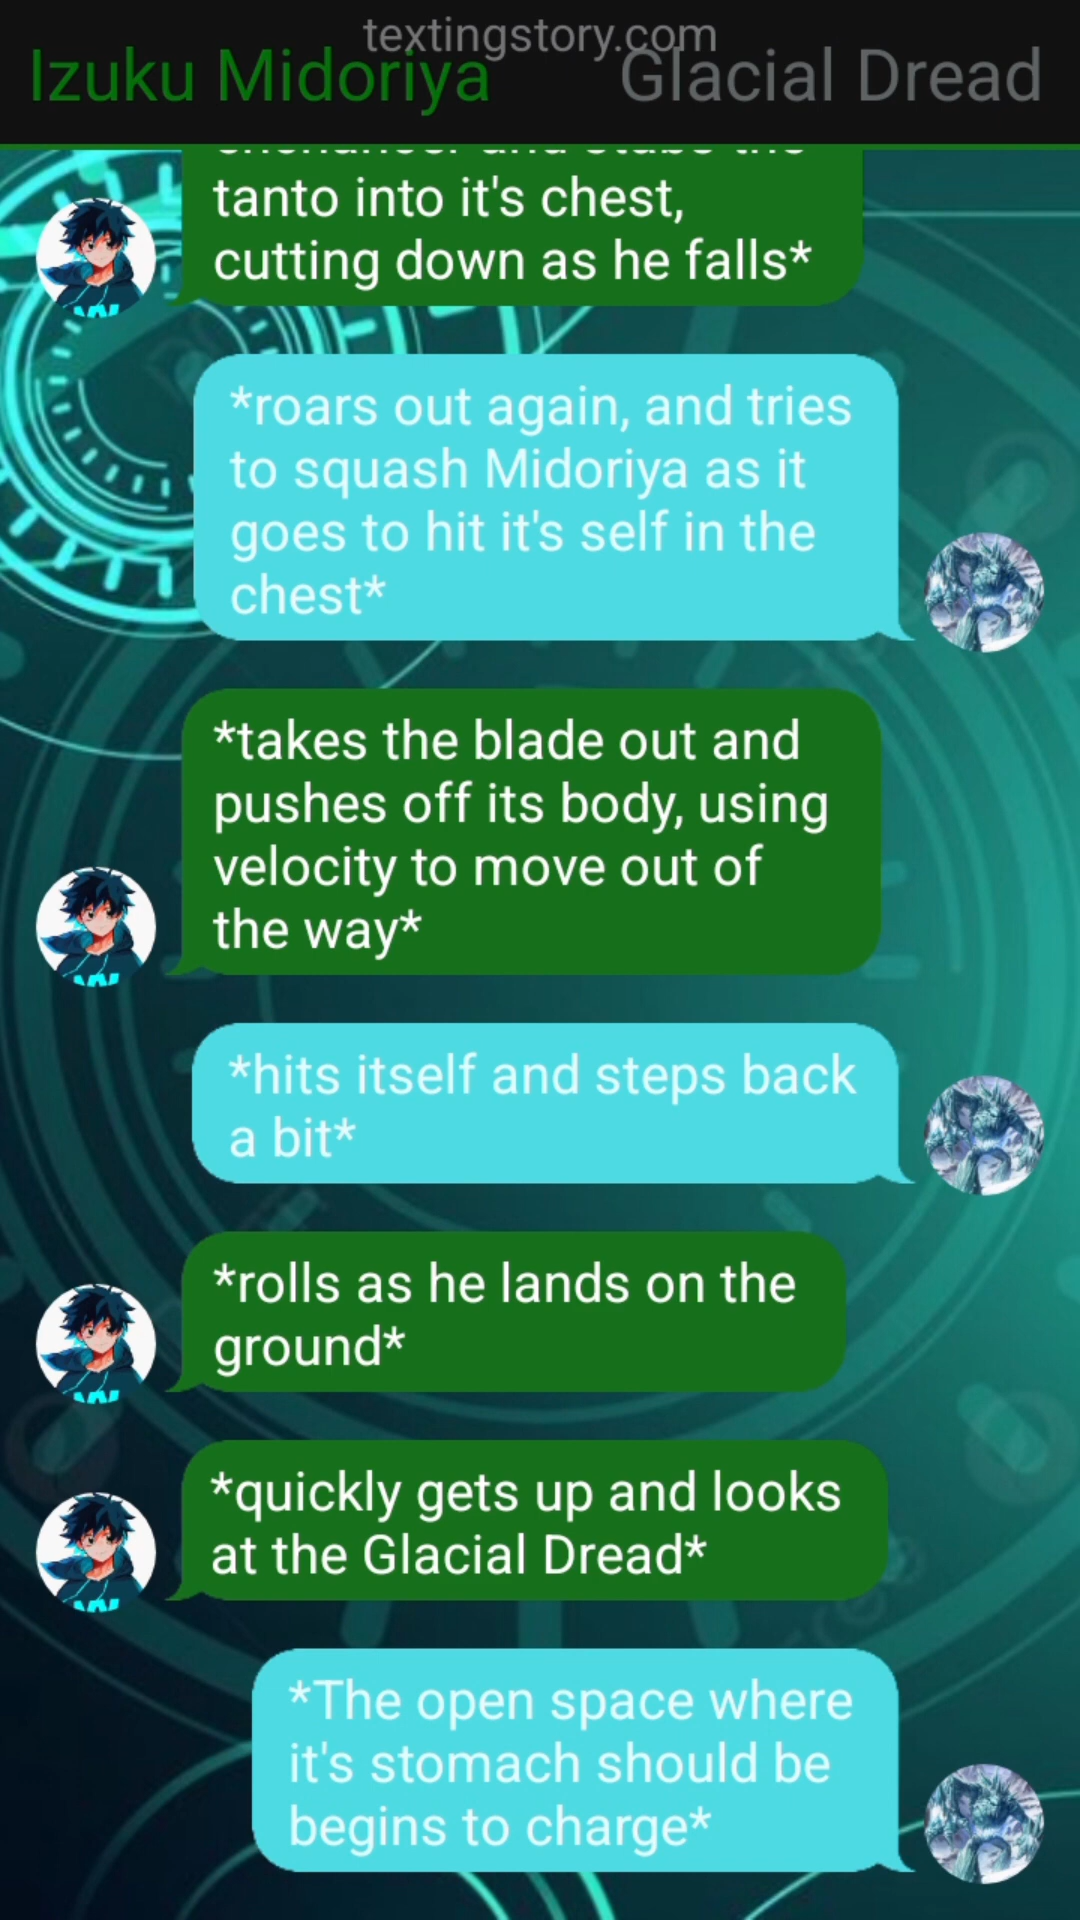 textingstory.com
Izuku Midoriya Glacial Dread
tanto into it's chest,
cutting down as he falls*
*roars out again, and tries
to squash Midoriya as it
goes to hit it's self in the
chest*
*takes the blade out and
pushes off its body, using
velocity to move out of
the way*
*hits itself and steps back
a bit*
*rolls as he lands on the
ground*
*quickly gets up and looks
at the Glacial Dread*
*The open space where
it's stomach should be
begins to charge*